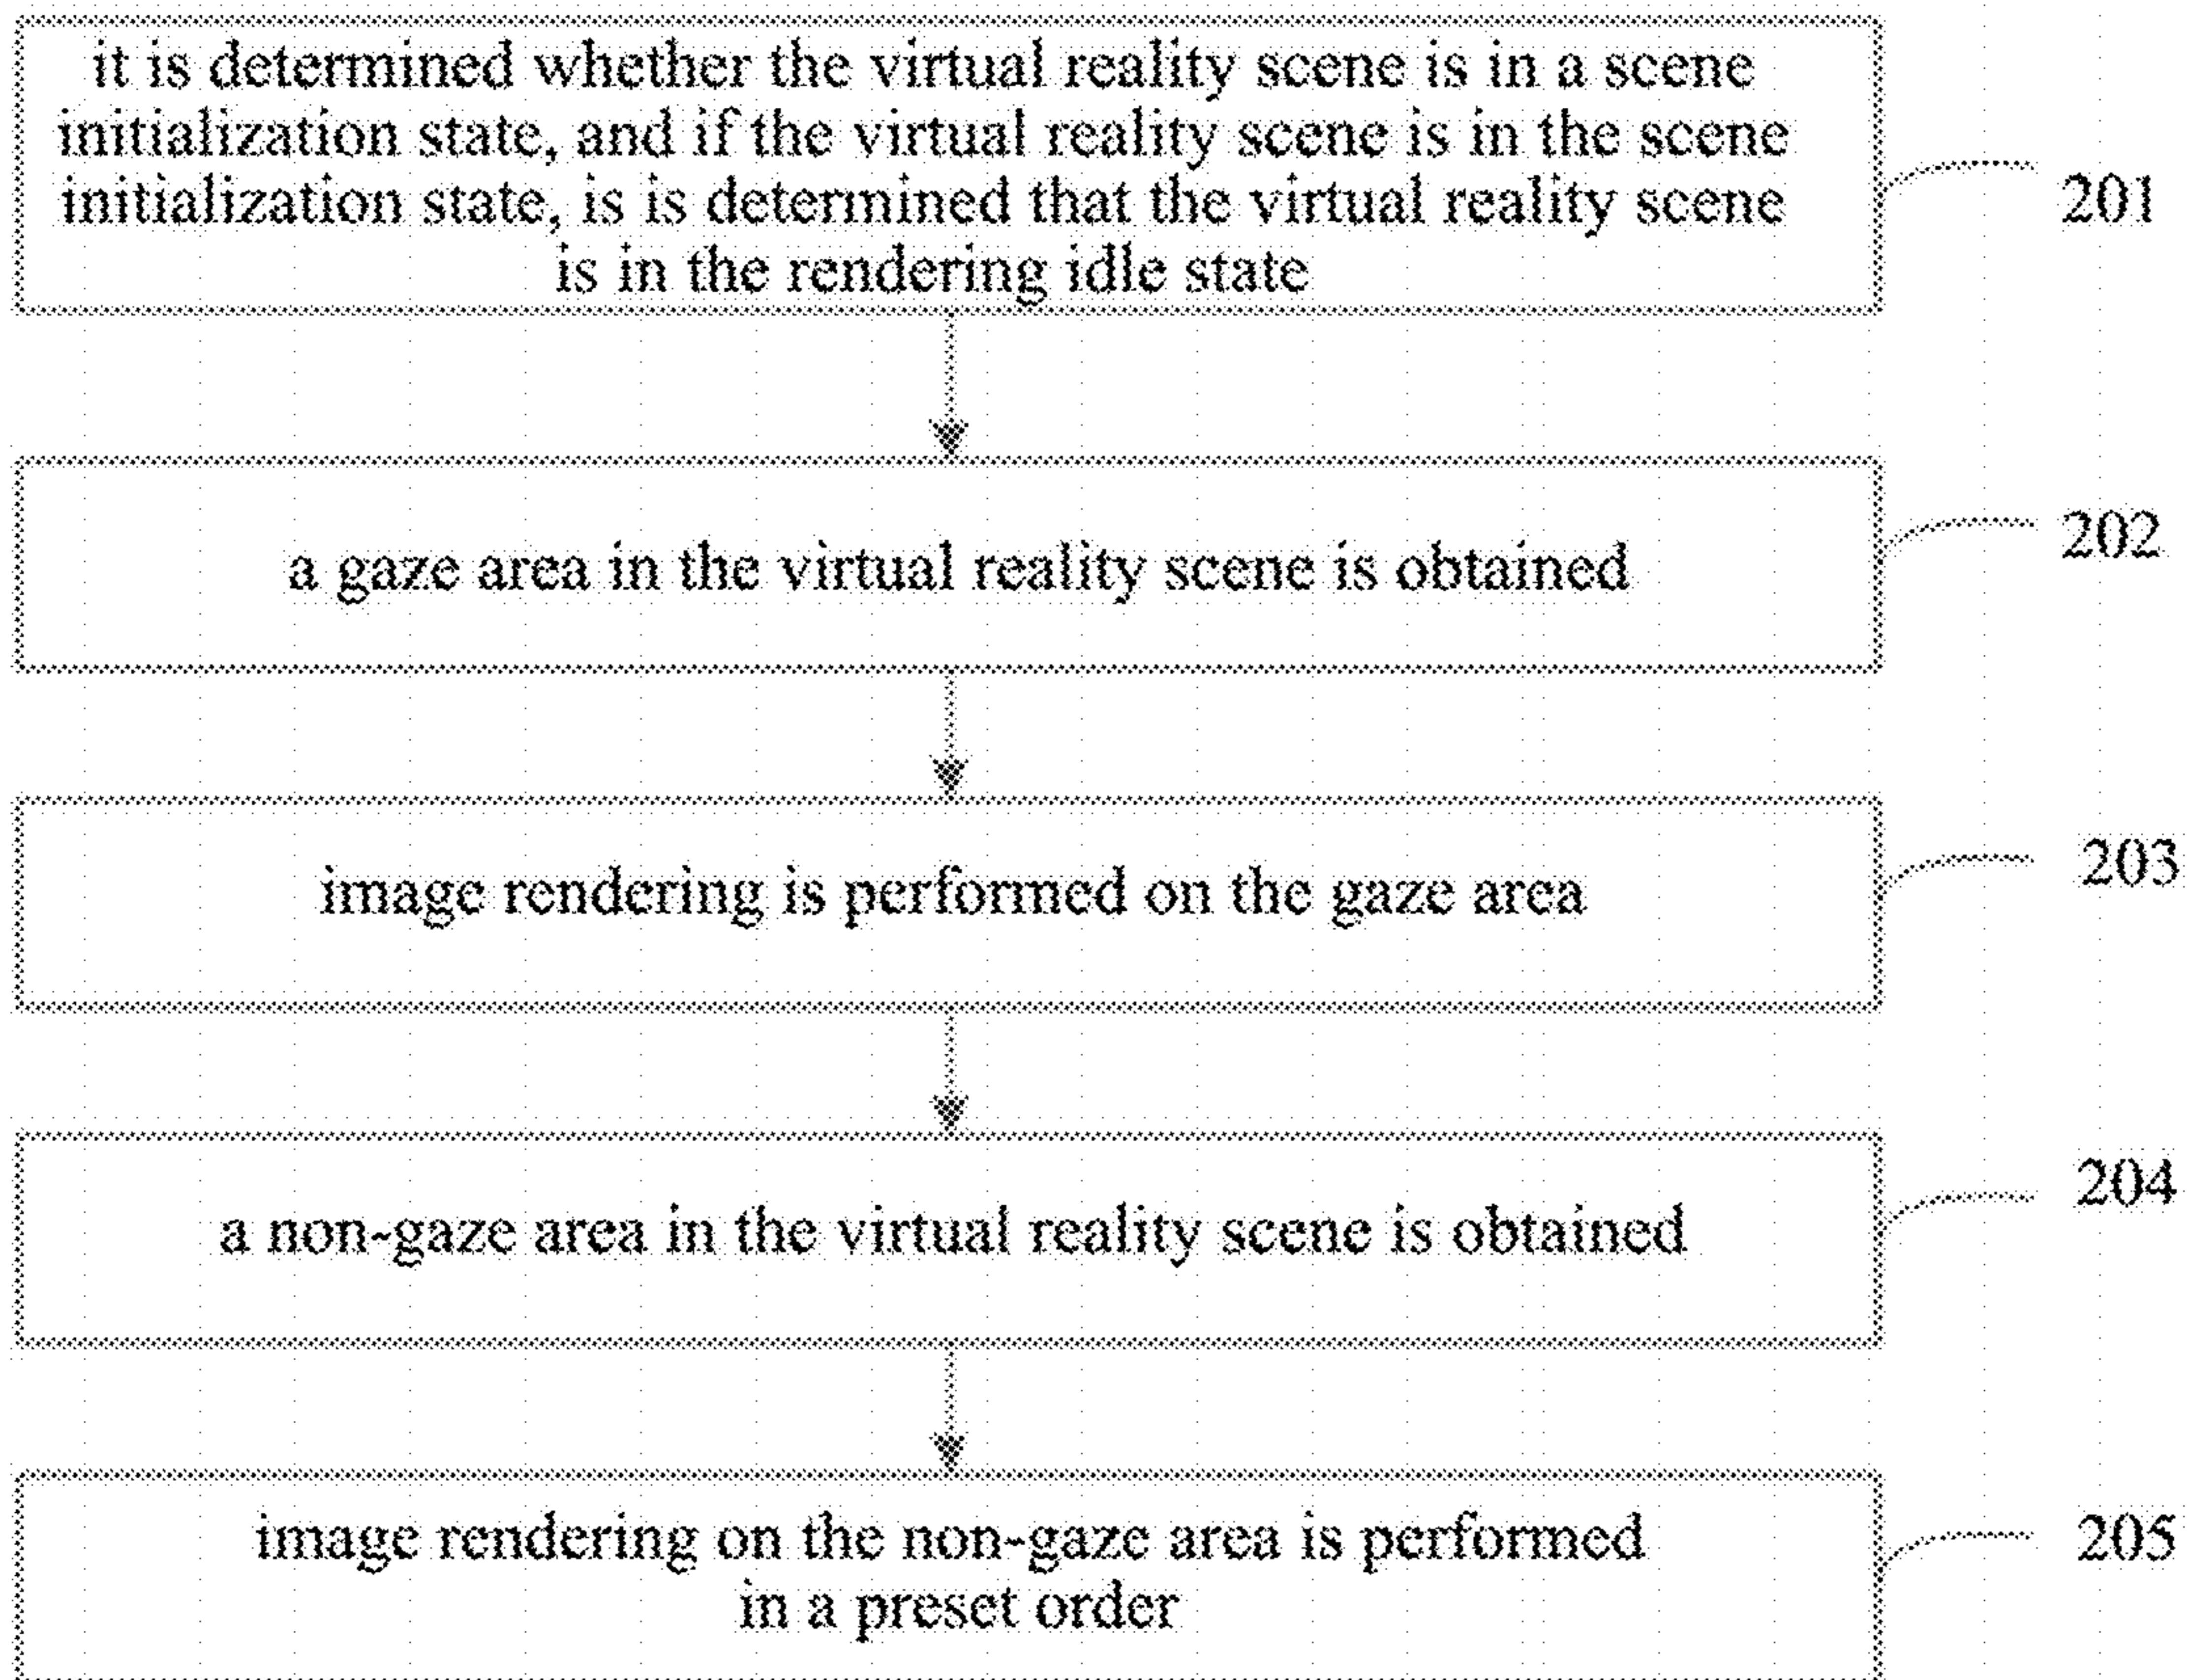 it is determined whether the virtual reality scene is in a scene
initialization state, and if the virtual reality scene is in the scene
initialization state, is is determined that the virtual reality scene
is in the rendering idle state
201
a gaze area in the virtual reality scene is obtained
202
image rendering is performed on the gaze area
203
a non-gaze area in the virtual reality scene is obtained
204
image rendering on the non-gaze area is performed
in a preset order
205